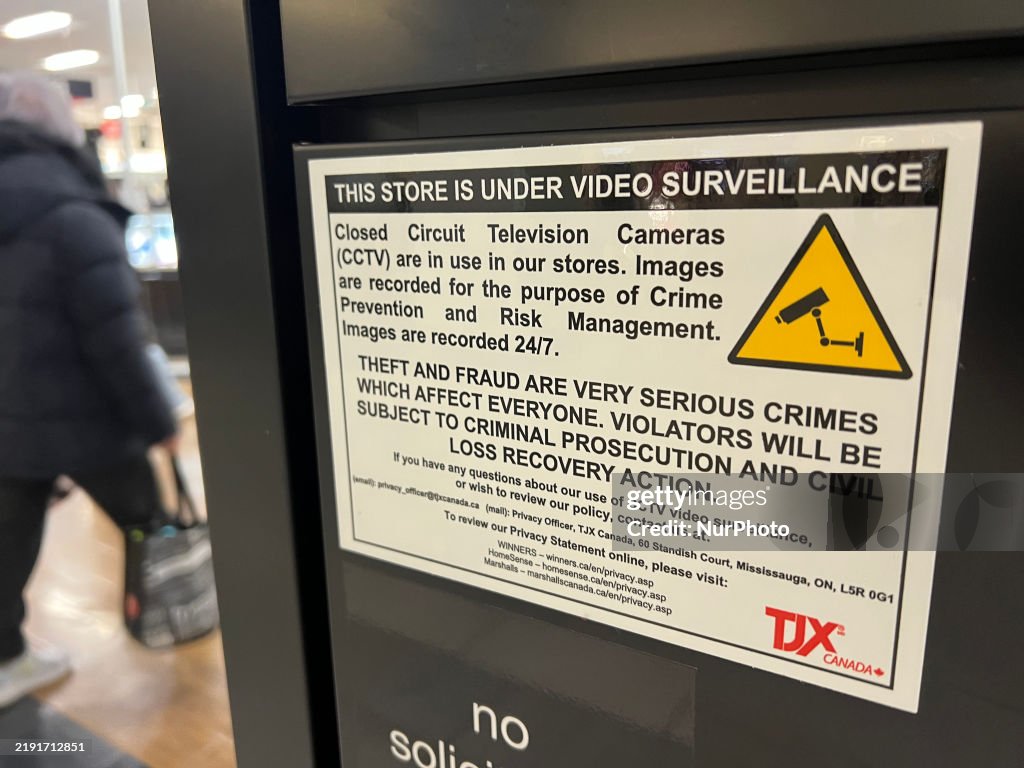 THIS STORE IS UNDER VIDEO SURVEILLANCE
Closed Circuit Television Cameras
(CCTV) are in use in our stores. Images
are recorded for the purpose of Crime
Prevention and Risk Management.
Images are recorded 24/7.
THEFT AND FRAUD ARE VERY SERIOUS CRIMES
WHICH AFFECT EVERYONE. VIOLATORS WILL BE
SUBJECT TO CRIMINAL PROSECUTION AND CIVIL
LOSS RECOVERY ACTION.
If you have any questions about our use of CCTV video surveillance,
or wish to review our policy, contact us at:
(email): privacy_officer@tjxcanada.ca (mail): Privacy Officer, TJX Canada, 60 Standish Court, Mississauga, ON, L5R 0G1
To review our Privacy Statement online, please visit:
WINNERS – winners.ca/en/privacy.asp
HomeSense – homesense.ca/en/privacy.asp
Marshalls – marshallscanada.ca/en/privacy.asp
TJX
CANADA
gettyimages
Credit: NurPhoto
no
2191712851